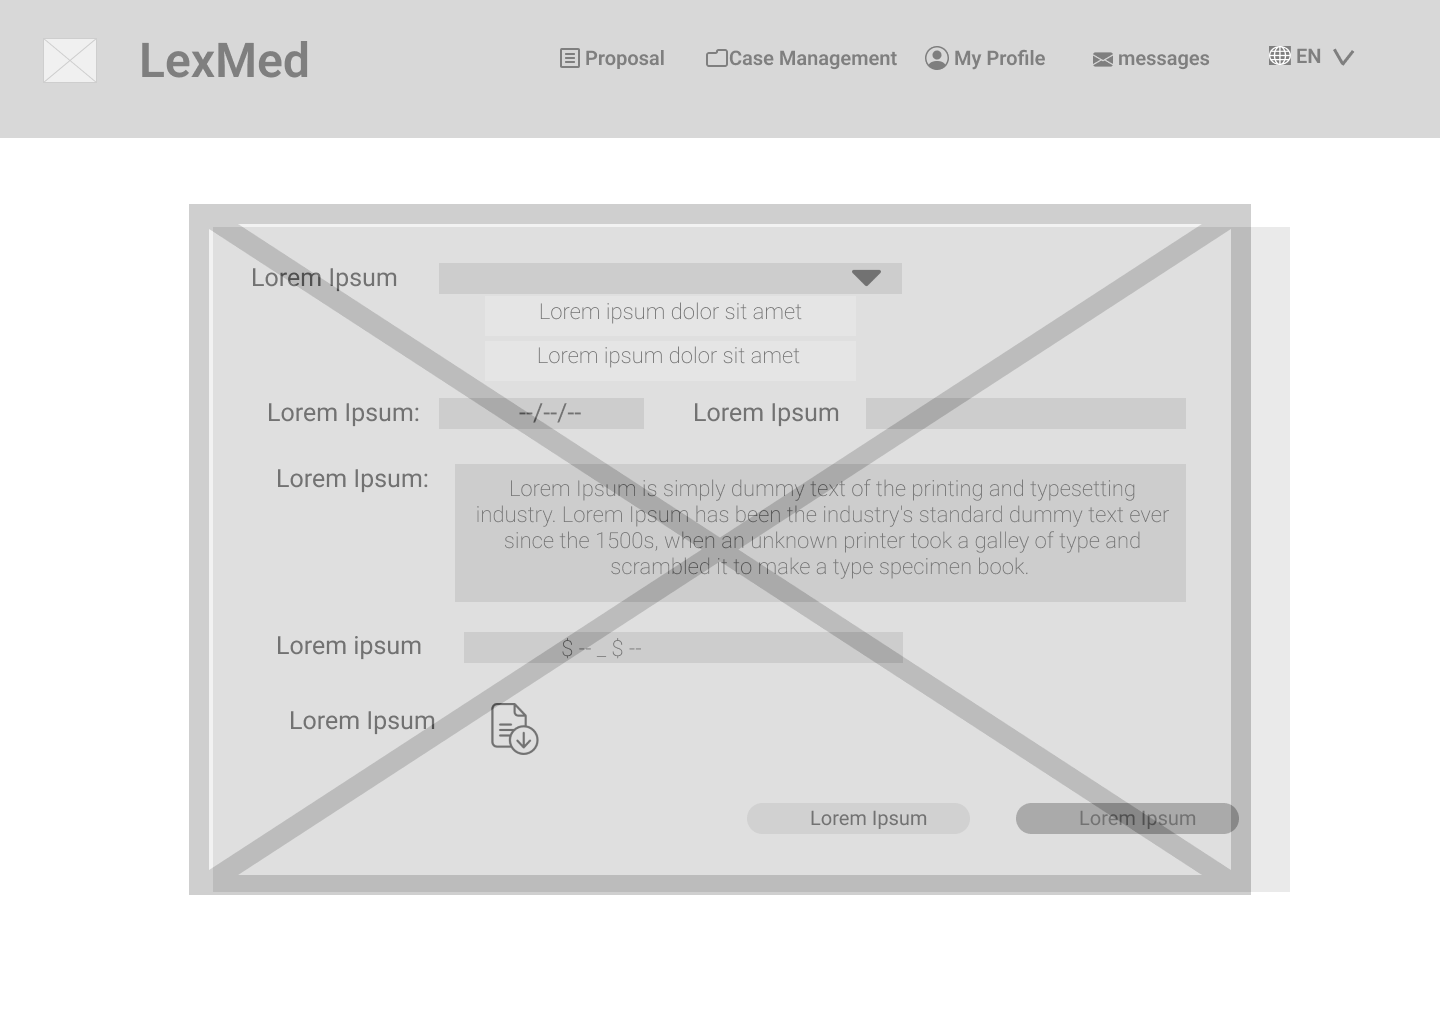 LexMed
Proposal
Case Management
My Profile
messages
EN
Lorem Ipsum
Lorem ipsum dolor sit amet
Lorem ipsum dolor sit amet
Lorem Ipsum:
--/--/--
Lorem Ipsum
Lorem Ipsum:
Lorem Ipsum is simply dummy text of the printing and typesetting
industry. Lorem Ipsum has been the industry's standard dummy text ever
since the 1500s, when an unknown printer took a galley of type and
scrambled it to make a type specimen book.
Lorem ipsum
$ -- _ $ --
Lorem Ipsum
Lorem Ipsum
Lorem Ipsum